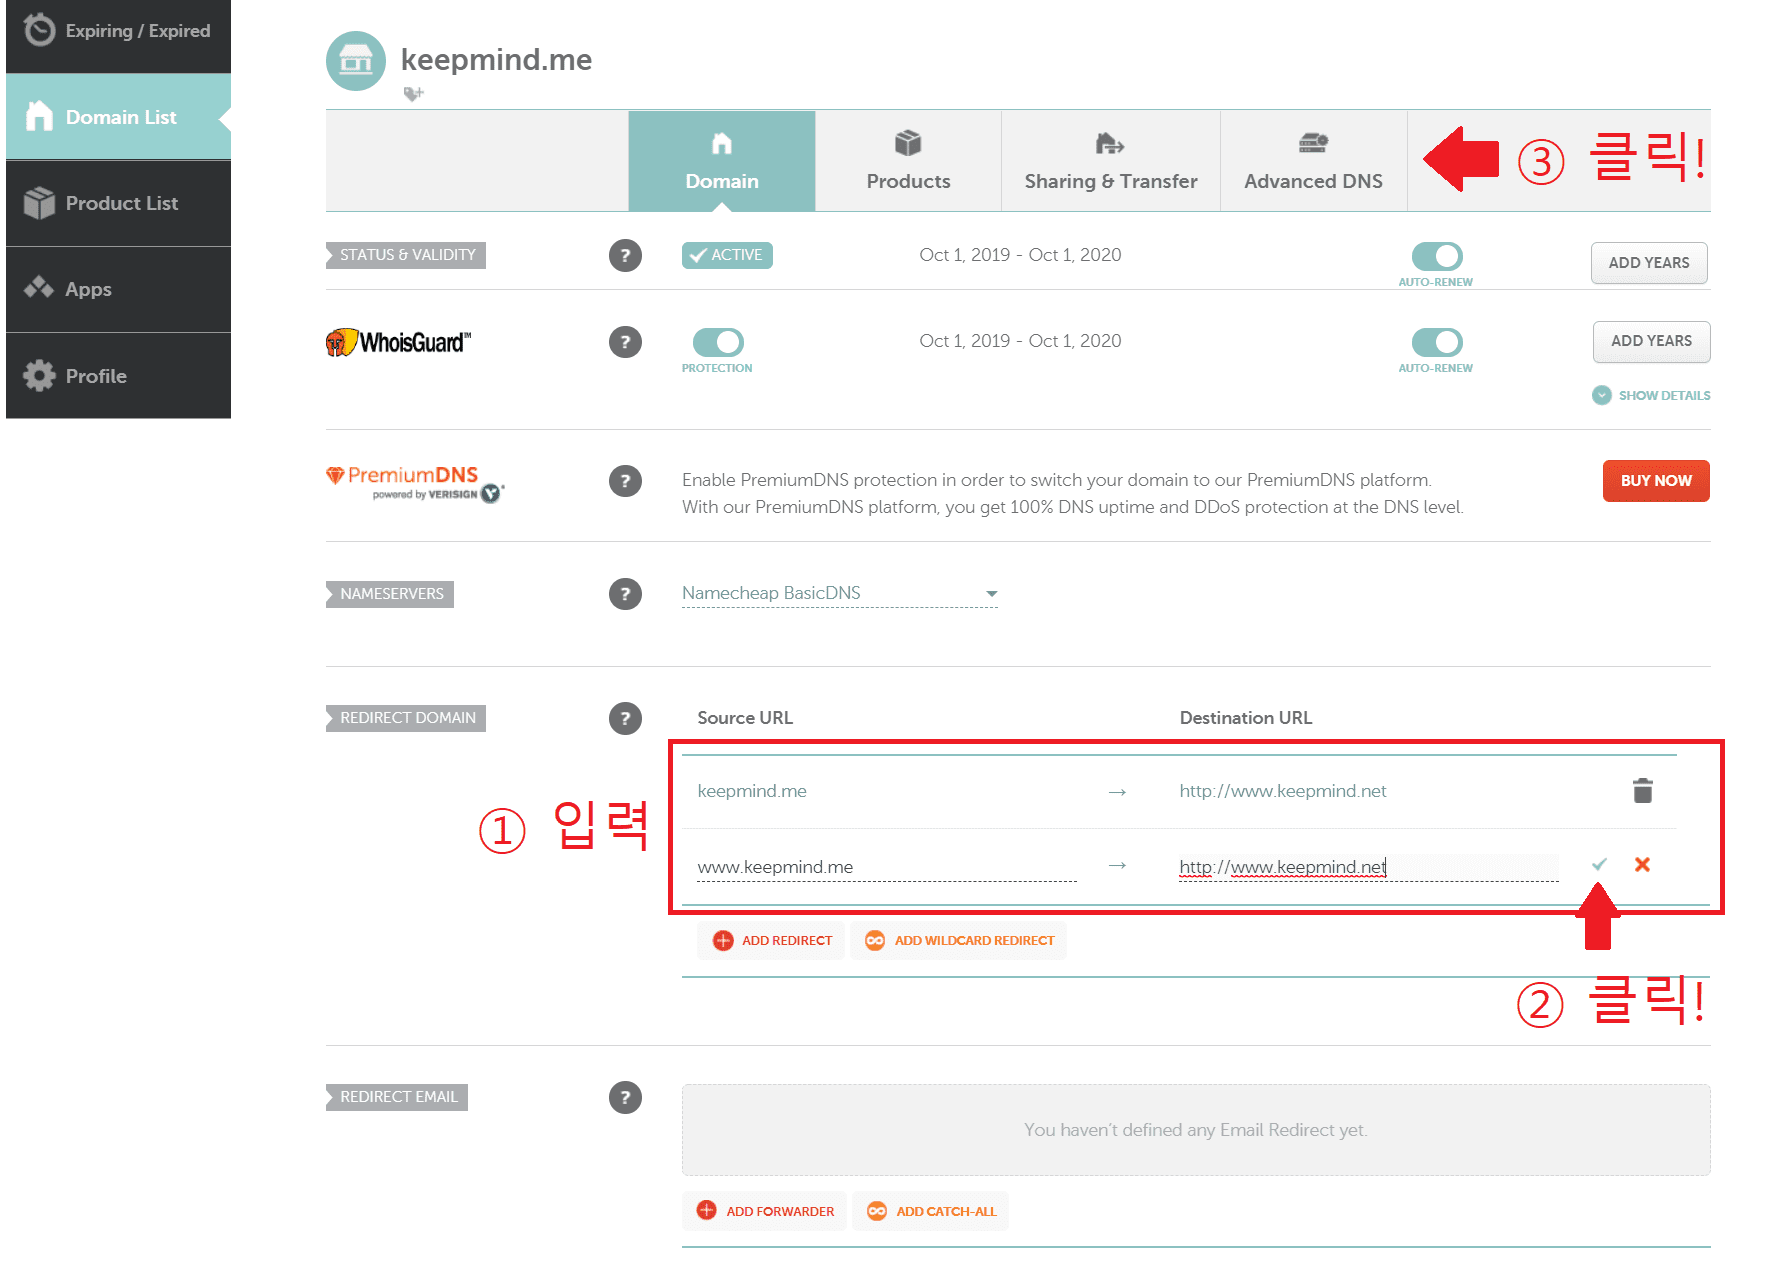 Expiring / Expired
Domain List
Product List
Apps
Profile
keepmind.me
Domain
Products
Sharing & Transfer
Advanced DNS
③ 클릭!
STATUS & VALIDITY
?
ACTIVE
Oct 1, 2019 - Oct 1, 2020
AUTO-RENEW
ADD YEARS
WhoisGuard™
?
PROTECTION
Oct 1, 2019 - Oct 1, 2020
AUTO-RENEW
ADD YEARS
SHOW DETAILS
PremiumDNS
powered by VERISIGN
?
Enable PremiumDNS protection in order to switch your domain to our PremiumDNS platform.
With our PremiumDNS platform, you get 100% DNS uptime and DDoS protection at the DNS level.
BUY NOW
NAMESERVERS
?
Namecheap BasicDNS
REDIRECT DOMAIN
?
Source URL
Destination URL
① 입력
keepmind.me → http://www.keepmind.net
www.keepmind.me → http://www.keepmind.net
ADD REDIRECT
ADD WILDCARD REDIRECT
② 클릭!
REDIRECT EMAIL
?
You haven't defined any Email Redirect yet.
ADD FORWARDER
ADD CATCH-ALL